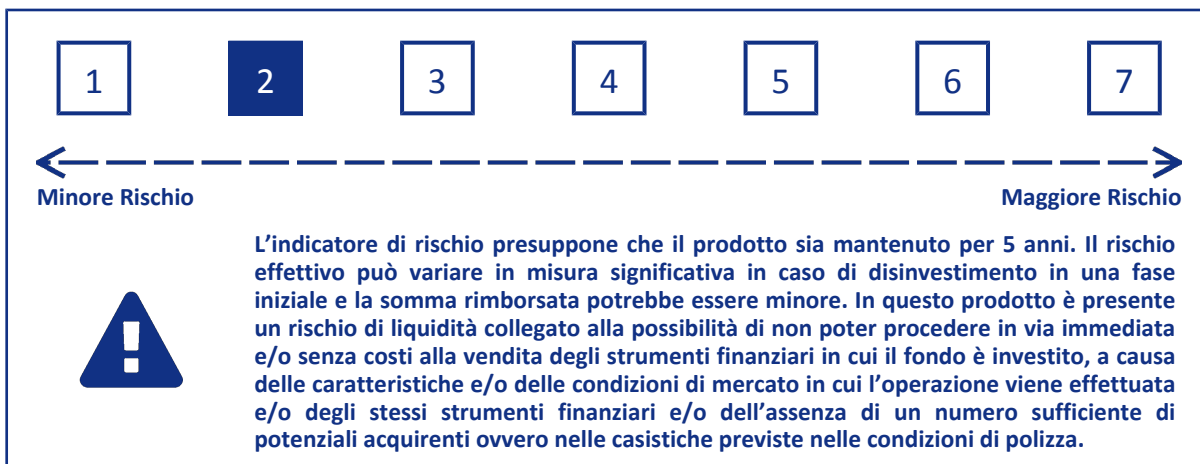 1 2 3 4 5 6 7
Minore Rischio Maggiore Rischio
L’indicatore di rischio presuppone che il prodotto sia mantenuto per 5 anni. Il rischio
effettivo può variare in misura significativa in caso di disinvestimento in una fase
iniziale e la somma rimborsata potrebbe essere minore. In questo prodotto è presente
un rischio di liquidità collegato alla possibilità di non poter procedere in via immediata
e/o senza costi alla vendita degli strumenti finanziari in cui il fondo è investito, a causa
delle caratteristiche e/o delle condizioni di mercato in cui l’operazione viene effettuata
e/o degli stessi strumenti finanziari e/o dell’assenza di un numero sufficiente di
potenziali acquirenti ovvero nelle casistiche previste nelle condizioni di polizza.